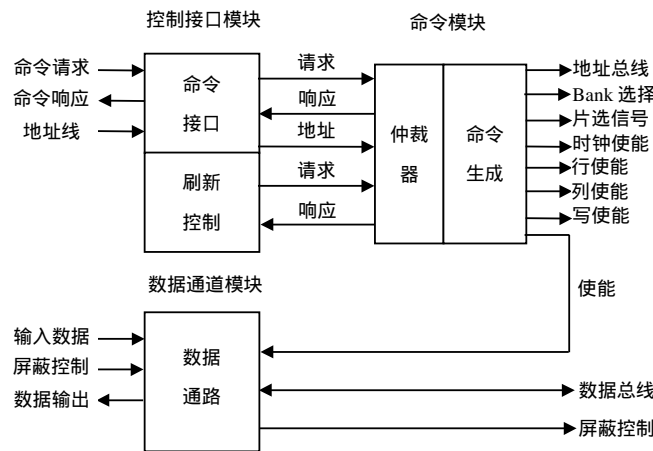 控制接口模块
命令模块
命令请求
命令响应
地址线
命令
接口
刷新
控制
请求
响应
地址
请求
响应
仲裁
器
命令
生成
地址总线
Bank 选择
片选信号
时钟使能
行使能
列使能
写使能
使能
数据通道模块
输入数据
屏蔽控制
数据输出
数据
通路
数据总线
屏蔽控制